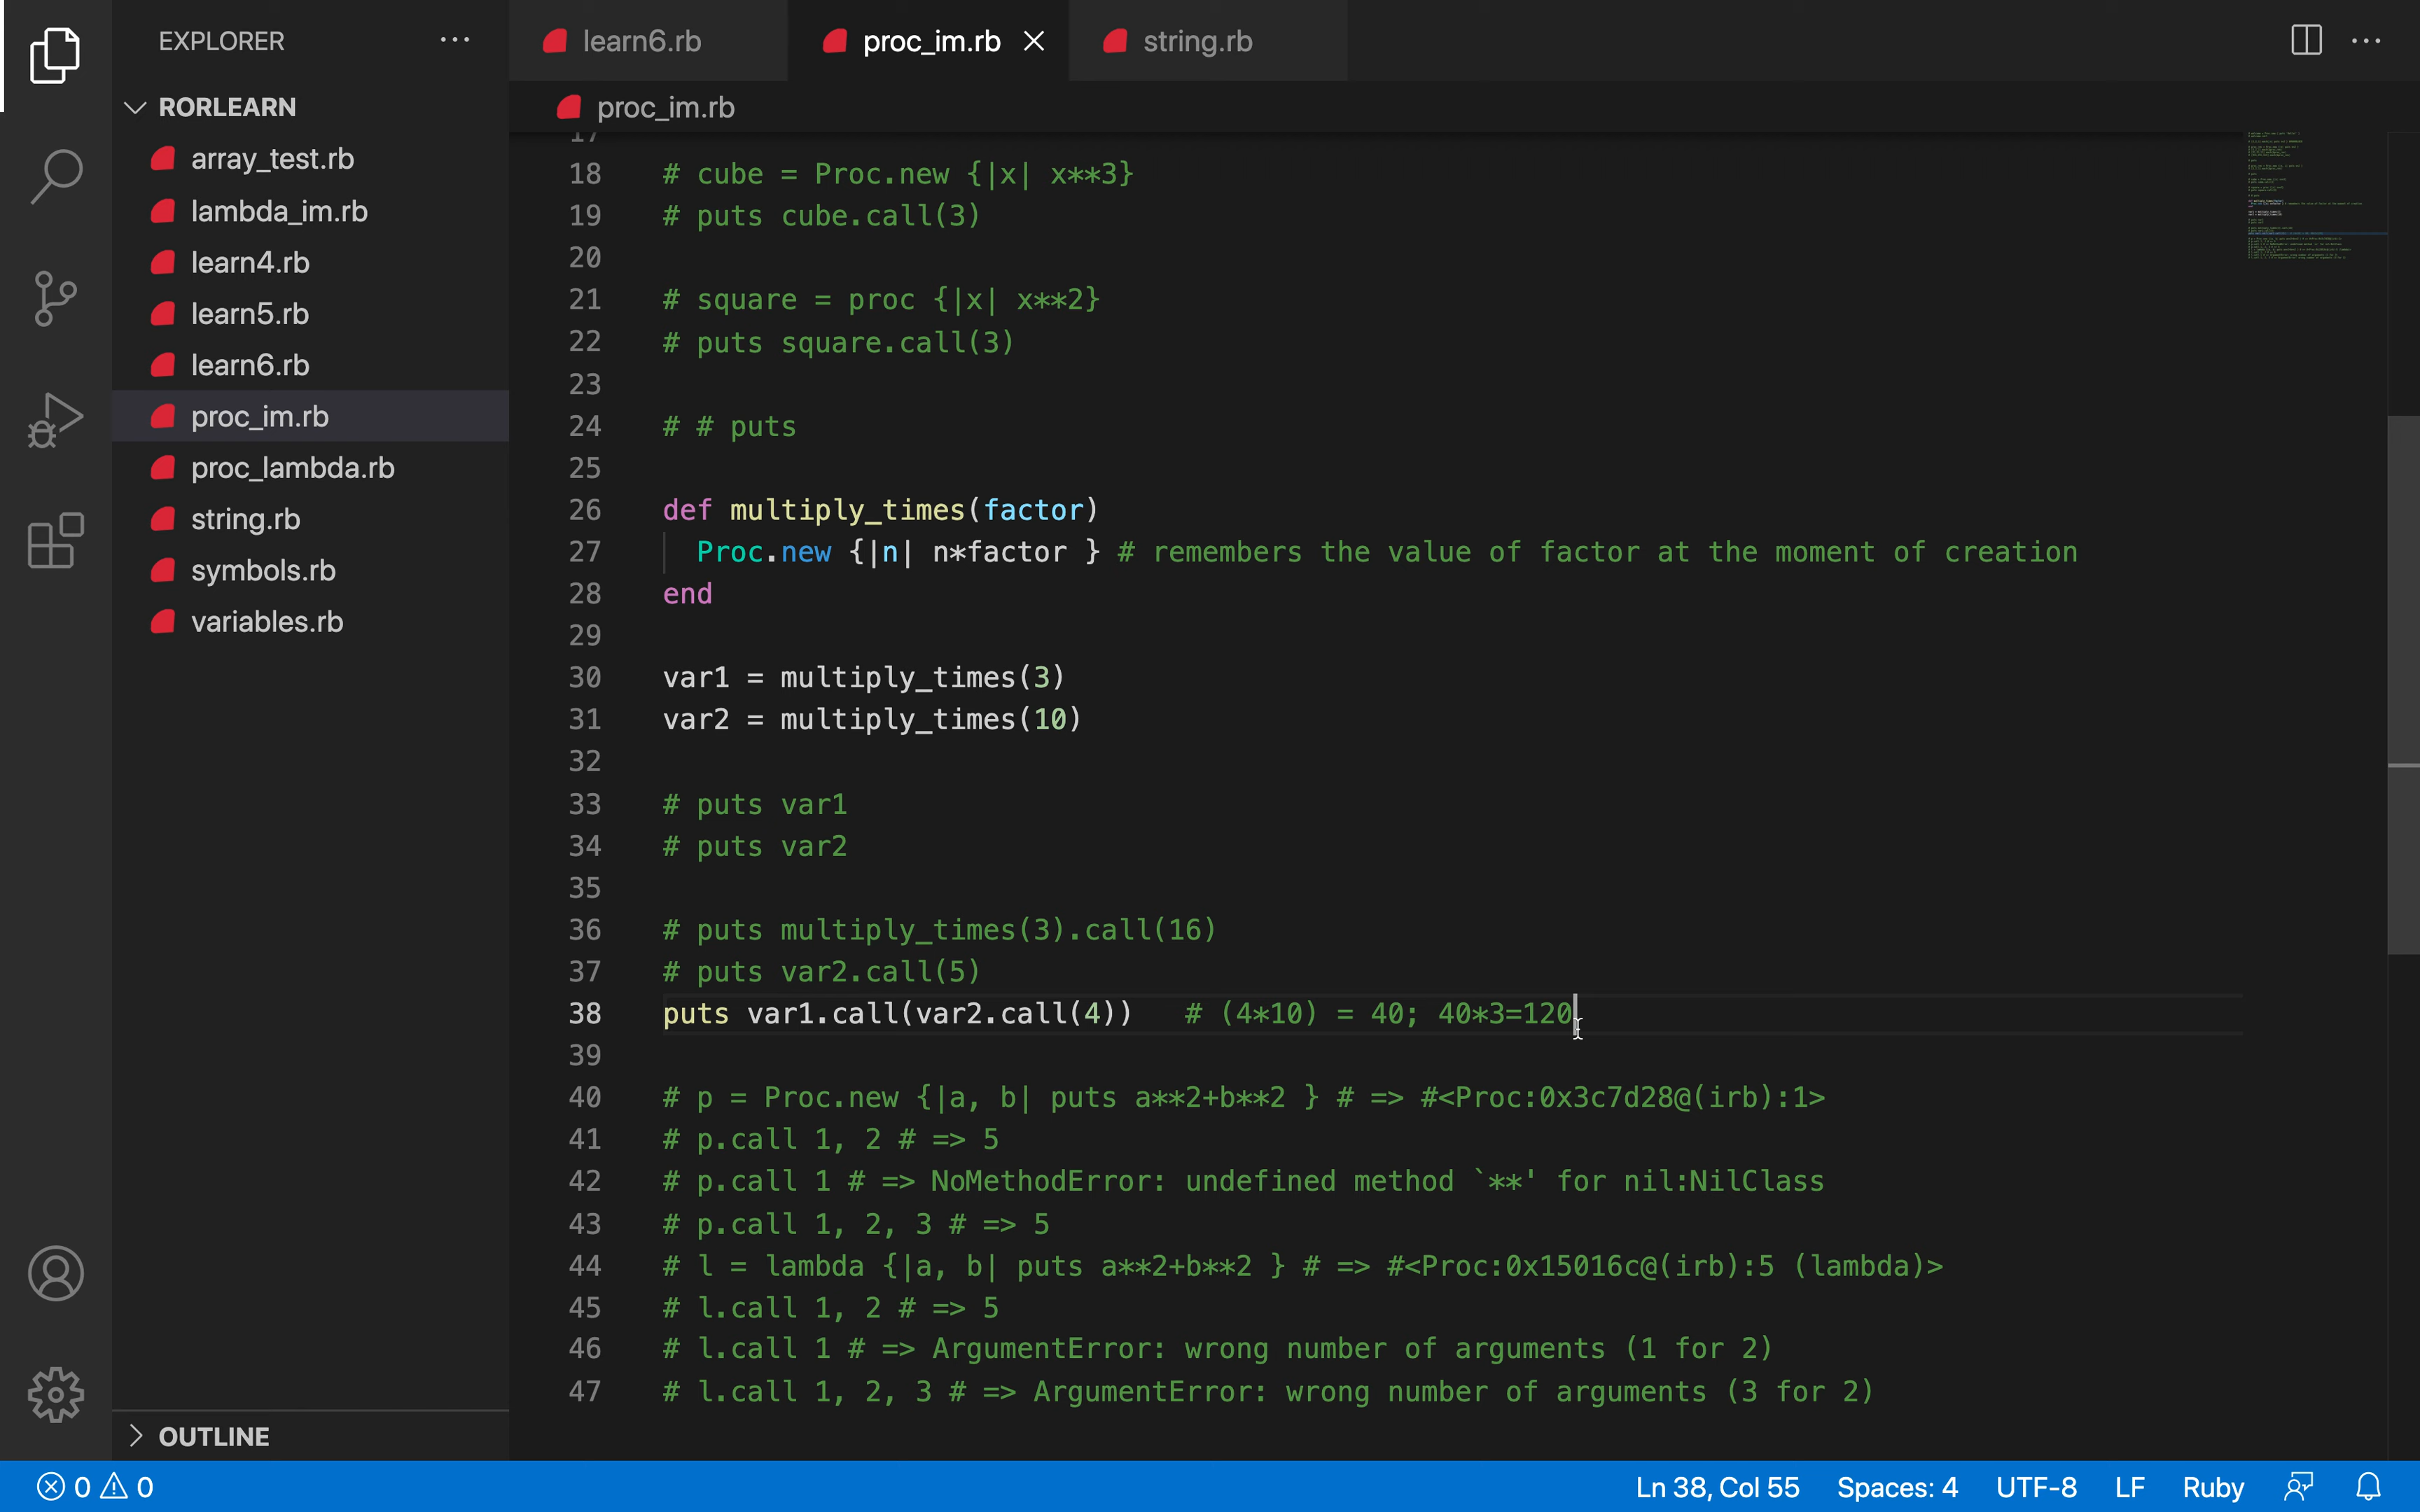 EXPLORER
RORLEARN
array_test.rb
lambda_im.rb
learn4.rb
learn5.rb
learn6.rb
proc_im.rb
proc_lambda.rb
string.rb
symbols.rb
variables.rb
OUTLINE
learn6.rb proc_im.rb string.rb
proc_im.rb
17
18 # cube = Proc.new {|x| x**3}
19 # puts cube.call(3)
20
21 # square = proc {|x| x**2}
22 # puts square.call(3)
23
24 # # puts
25
26 def multiply_times(factor)
27 Proc.new {|n| n*factor } # remembers the value of factor at the moment of creation
28 end
29
30 var1 = multiply_times(3)
31 var2 = multiply_times(10)
32
33 # puts var1
34 # puts var2
35
36 # puts multiply_times(3).call(16)
37 # puts var2.call(5)
38 puts var1.call(var2.call(4)) # (4*10) = 40; 40*3=120
39
40 # p = Proc.new {|a, b| puts a**2+b**2 } # => #<Proc:0x3c7d28@(irb):1>
41 # p.call 1, 2 # => 5
42 # p.call 1 # => NoMethodError: undefined method `**' for nil:NilClass
43 # p.call 1, 2, 3 # => 5
44 # l = lambda {|a, b| puts a**2+b**2 } # => #<Proc:0x15016c@(irb):5 (lambda)>
45 # l.call 1, 2 # => 5
46 # l.call 1 # => ArgumentError: wrong number of arguments (1 for 2)
47 # l.call 1, 2, 3 # => ArgumentError: wrong number of arguments (3 for 2)
0 0 Ln 38, Col 55 Spaces: 4 UTF-8 LF Ruby